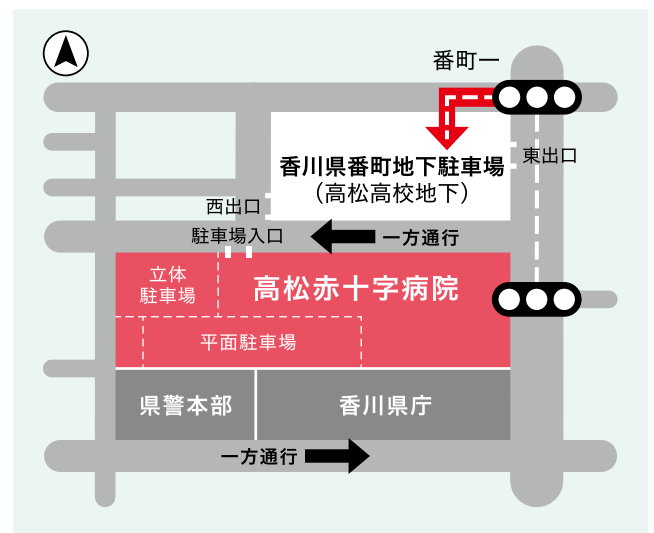 番町一
香川県番町地下駐車場
(高松高校地下)
東出口
西出口
駐車場入口
一方通行
立体
駐車場
高松赤十字病院
平面駐車場
県警本部
香川県庁
一方通行